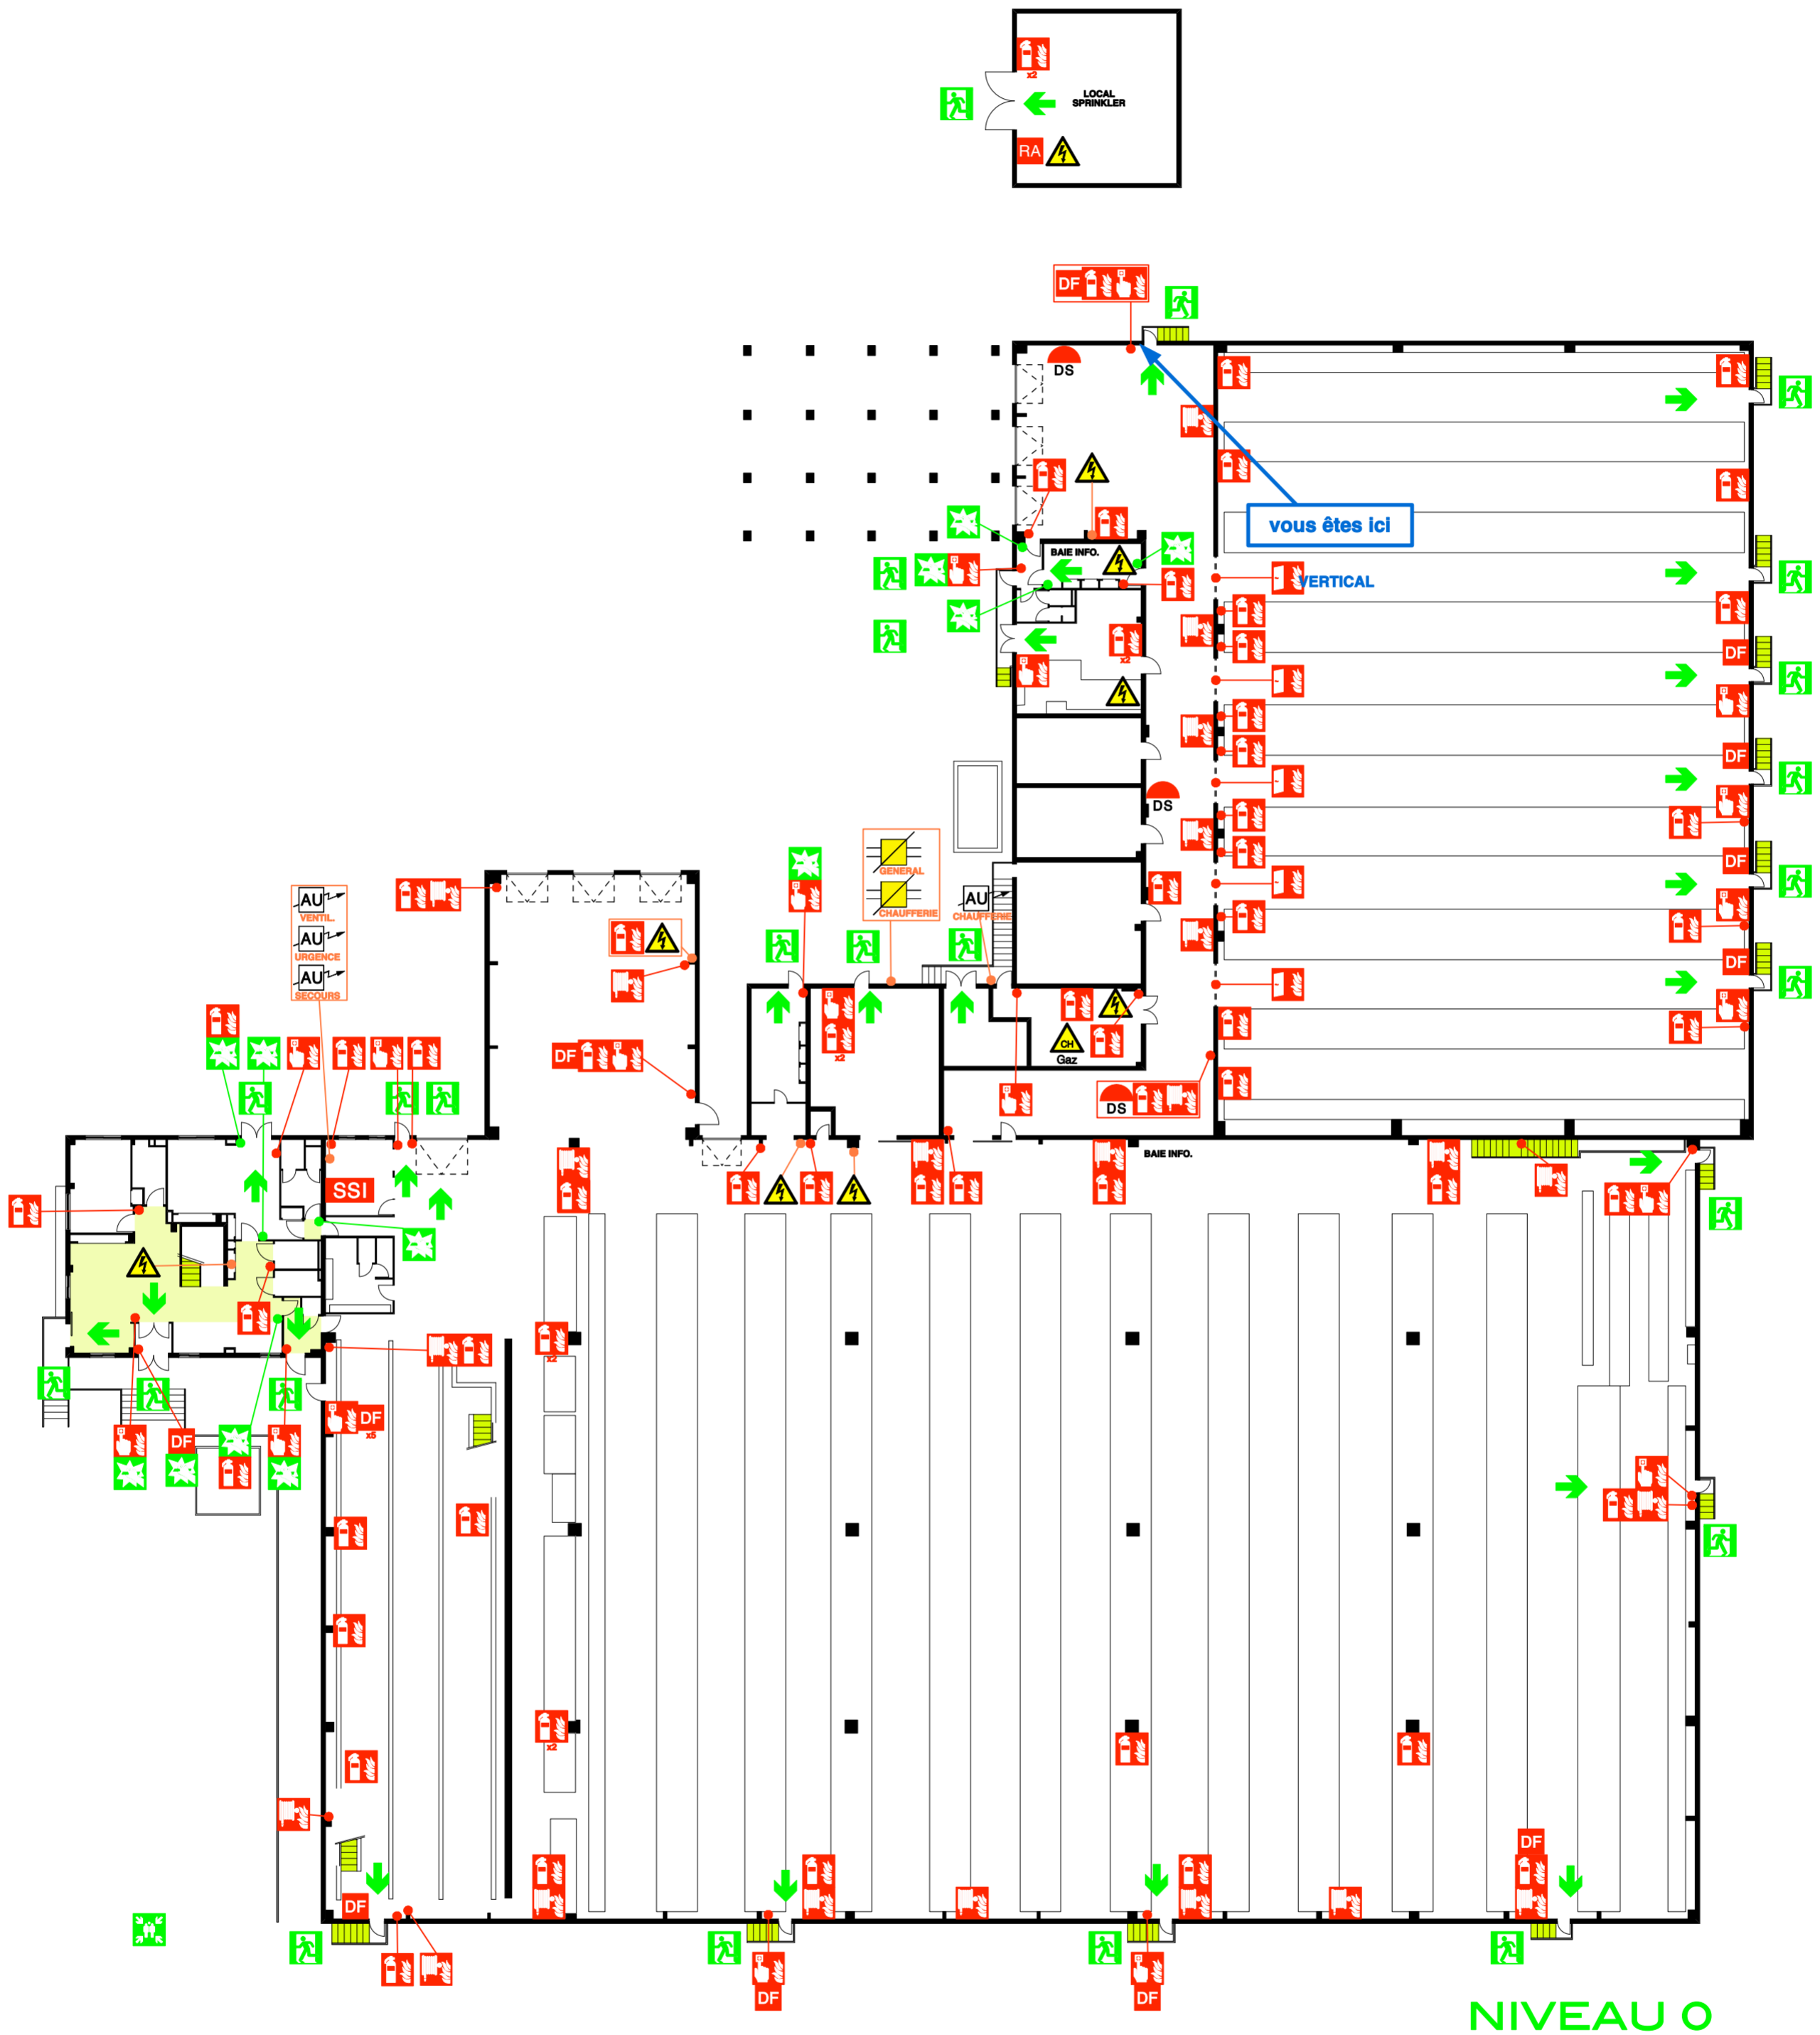 x2
LOCAL
SPRINKLER
RA
DF
DS
vous êtes ici
BAIE INFO.
VERTICAL
x2
DF
DF
DS
GENERAL
CHAUFFERIE
AU
CHAUFFERIE
DF
AU
VENTIL.
AU
URGENCE
AU
SECOURS
DF
x2
CH
Gaz
DF
DS
BAIE INFO.
SSI
x2
DF
x5
DF
x2
DF
DF
DF
DF
NIVEAU 0